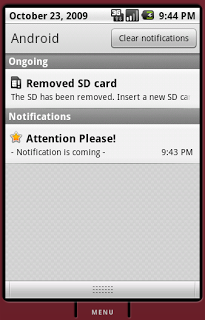 October 23, 2009 3G 9:44 PM
Android Clear notifications
Ongoing
Removed SD card
The SD has been removed. Insert a new SD
Notifications
Attention Please!
- Notification is coming - 9:43 PM
MENU